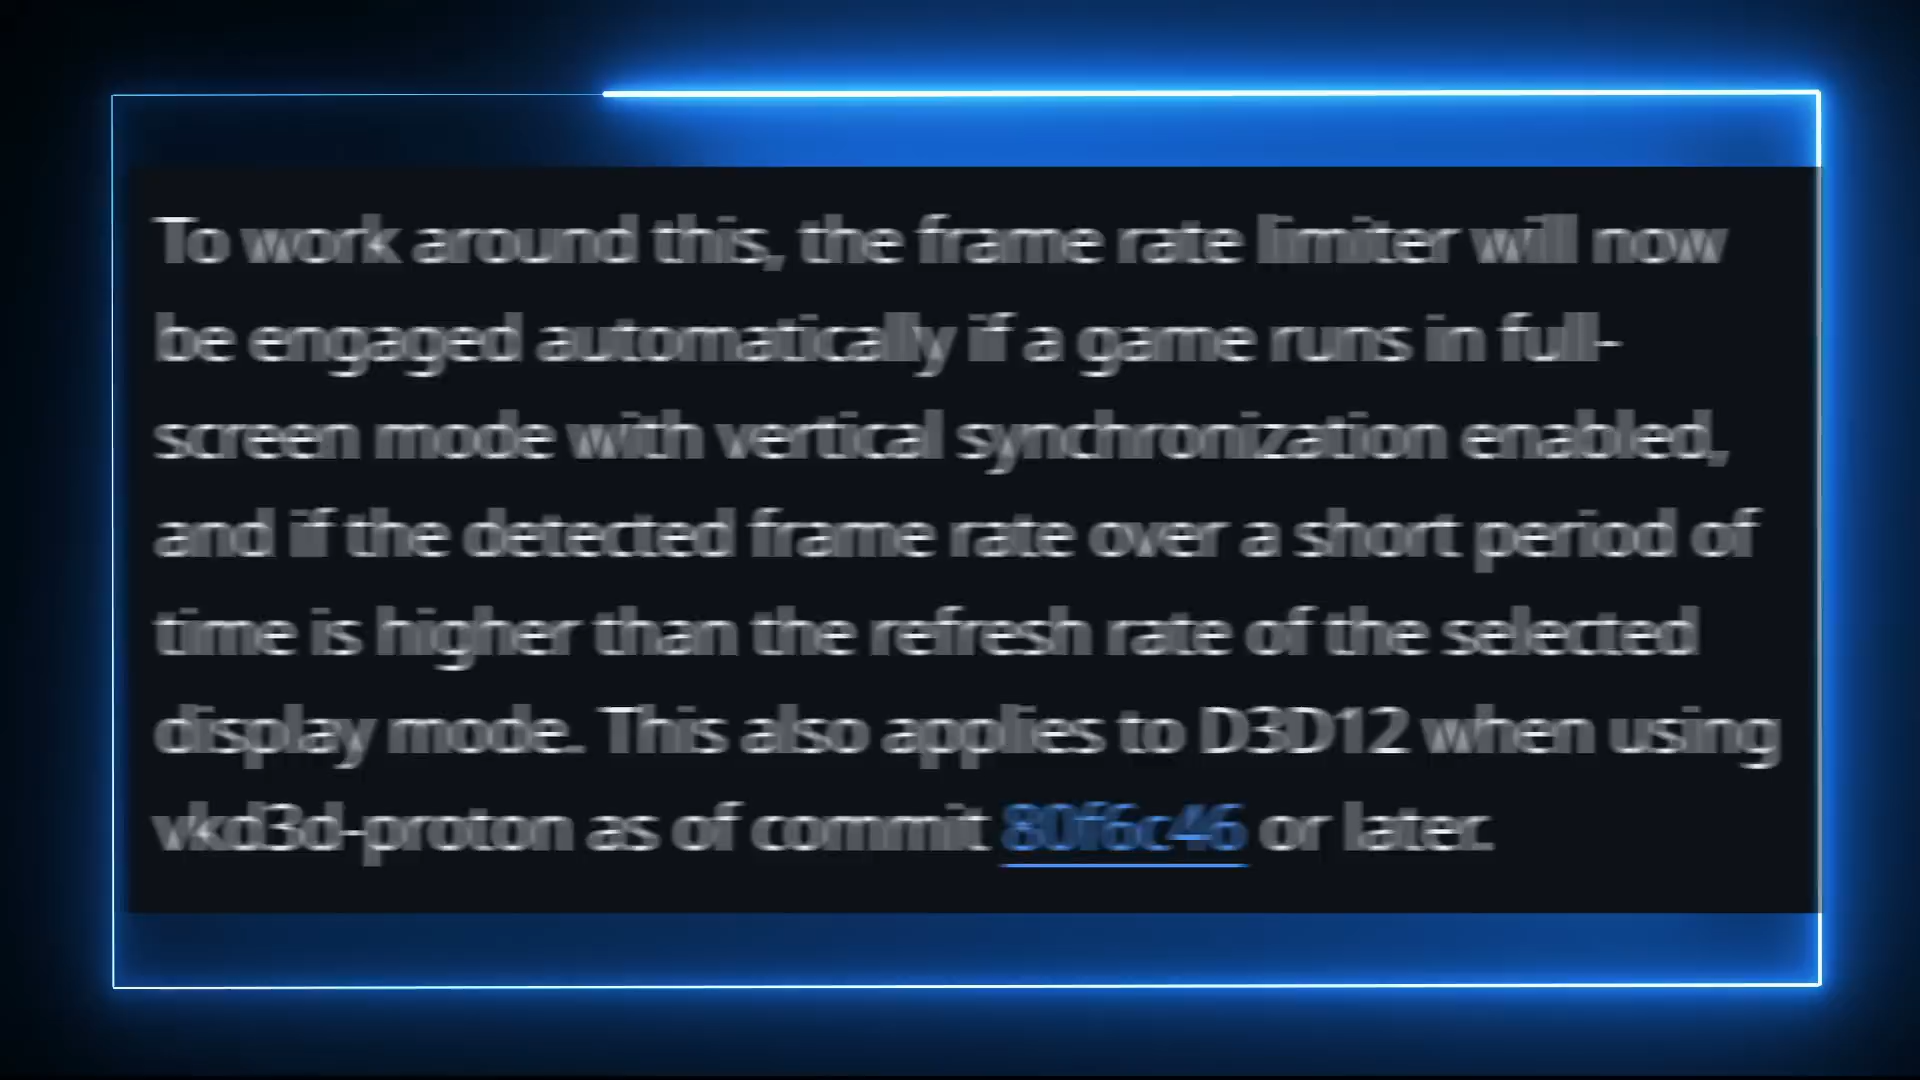 To work around this, the frame rate limiter will now
be engaged automatically if a game runs in full-
screen mode with vertical synchronization enabled,
and if the detected frame rate over a short period of
time is higher than the refresh rate of the selected
display mode. This also applies to D3D12 when using
vkd3d-proton as of commit 80f6c46 or later.